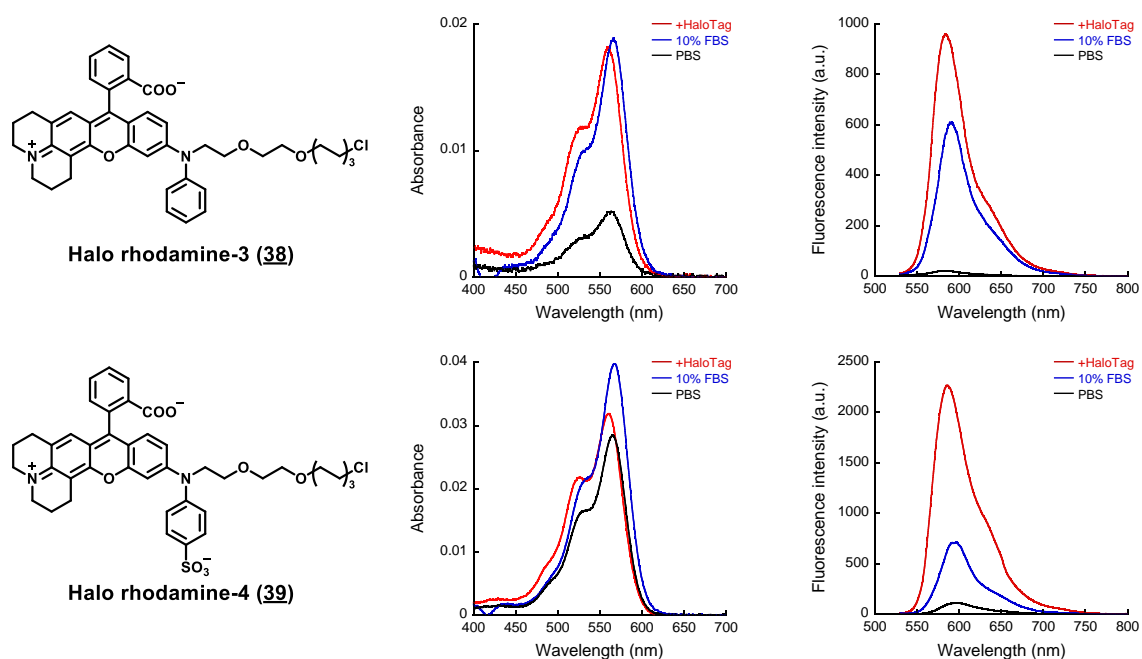 COO−
N+
O
N
O
O
3
Cl
Halo rhodamine-3 (38)
0.02
0.01
0
Absorbance
400 450 500 550 600 650 700
Wavelength (nm)
+HaloTag
10% FBS
PBS
1000
800
600
400
200
0
Fluorescence intensity (a.u.)
500 550 600 650 700 750 800
Wavelength (nm)
+HaloTag
10% FBS
PBS
COO−
N+
O
N
O
O
3
Cl
SO3−
Halo rhodamine-4 (39)
0.04
0.03
0.02
0.01
0
Absorbance
400 450 500 550 600 650 700
Wavelength (nm)
+HaloTag
10% FBS
PBS
2500
2000
1500
1000
500
0
Fluorescence intensity (a.u.)
500 550 600 650 700 750 800
Wavelength (nm)
+HaloTag
10% FBS
PBS